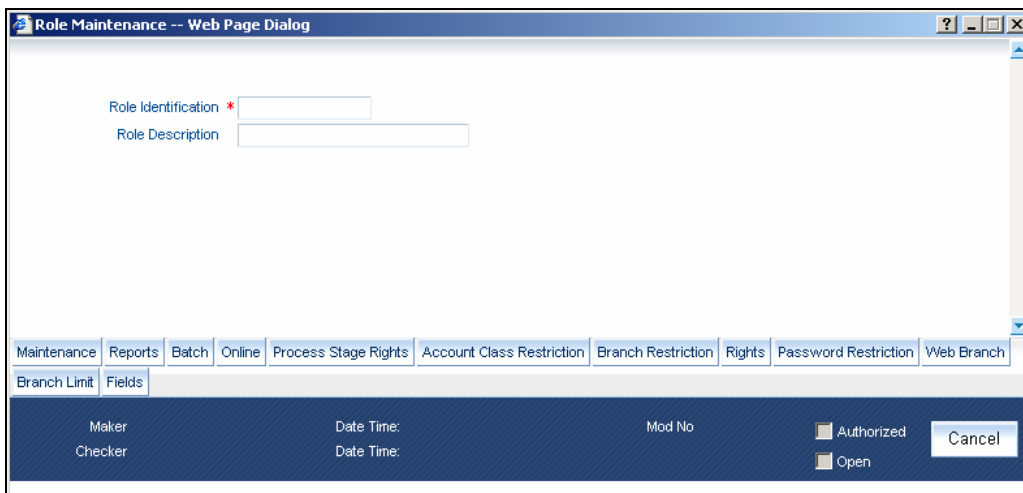 Role Maintenance -- Web Page Dialog
Role Identification *
Role Description
Maintenance Reports Batch Online Process Stage Rights Account Class Restriction Branch Restriction Rights Password Restriction Web Branch
Branch Limit Fields
Maker Date Time: Mod No Authorized Cancel
Checker Date Time: Open